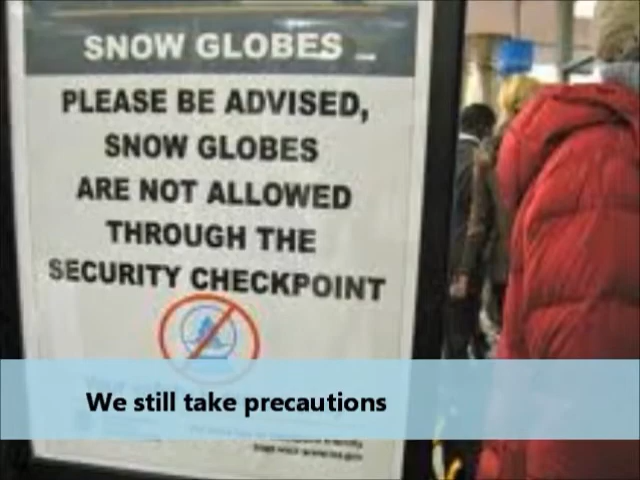 SNOW GLOBES
PLEASE BE ADVISED,
SNOW GLOBES
ARE NOT ALLOWED
THROUGH THE
SECURITY CHECKPOINT
We still take precautions